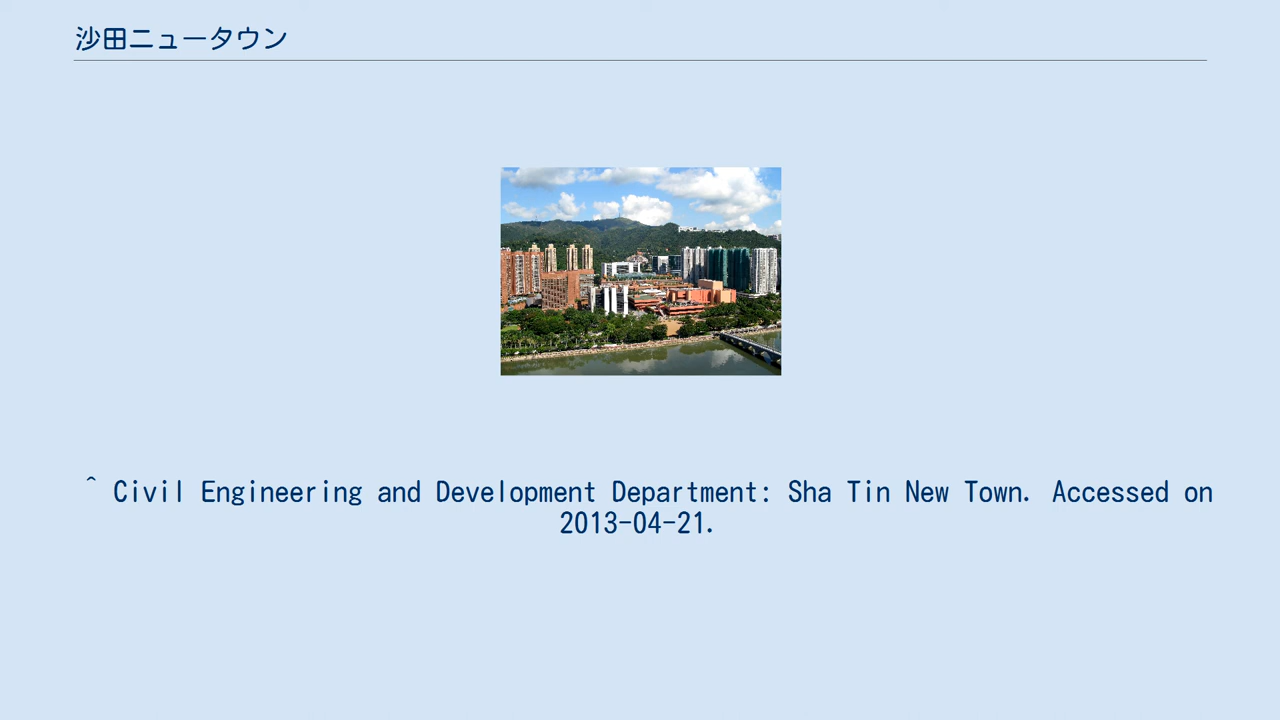 沙田ニュータウン
^ Civil Engineering and Development Department: Sha Tin New Town. Accessed on
2013-04-21.